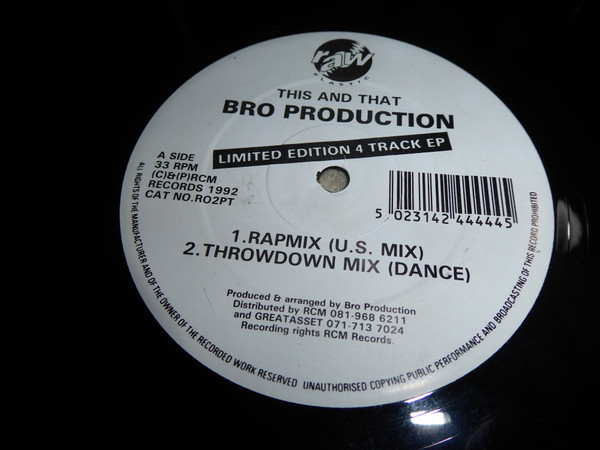 raw
PLASTIC
THIS AND THAT
BRO PRODUCTION
LIMITED EDITION 4 TRACK EP
A SIDE
33 RPM
(C)&(P)RCM
RECORDS 1992
CAT NO.RO2PT
5 023142 444445
1.RAPMIX (U.S. MIX)
2.THROWDOWN MIX (DANCE)
Produced & arranged by Bro Production
Distributed by RCM 081-968 6211
and GREATASSET 071-713 7024
Recording rights RCM Records.
ALL RIGHTS OF THE MANUFACTURER AND OF THE OWNER OF THE RECORDED WORK RESERVED UNAUTHORISED COPYING PUBLIC PERFORMANCE AND BROADCASTING OF THIS RECORD PROHIBITED